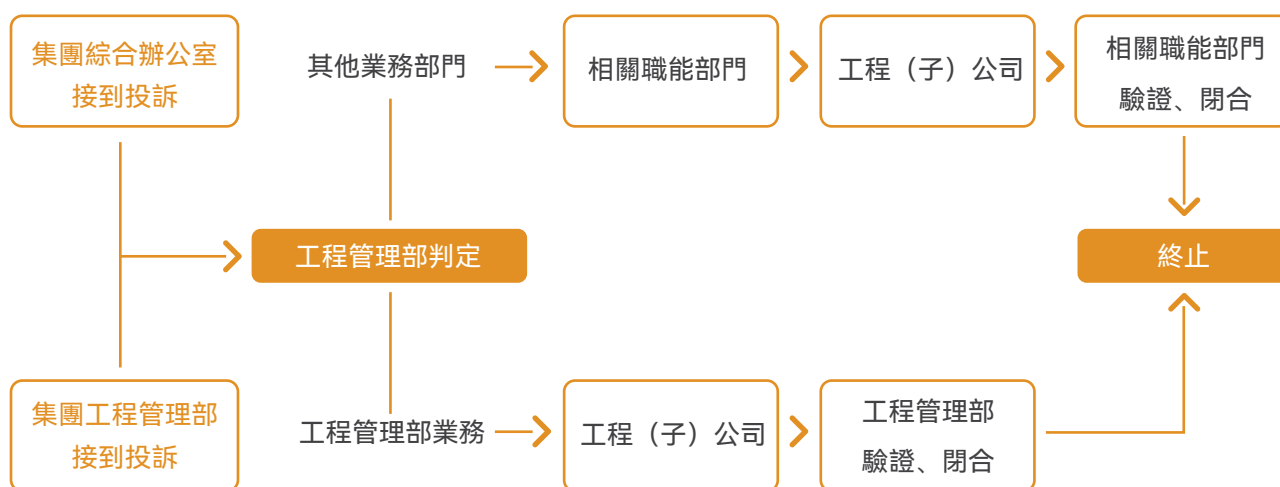 集團綜合辦公室
接到投訴
其他業務部門
相關職能部門
工程（子）公司
相關職能部門
驗證、閉合
工程管理部判定
終止
集團工程管理部
接到投訴
工程管理部業務
工程（子）公司
工程管理部
驗證、閉合